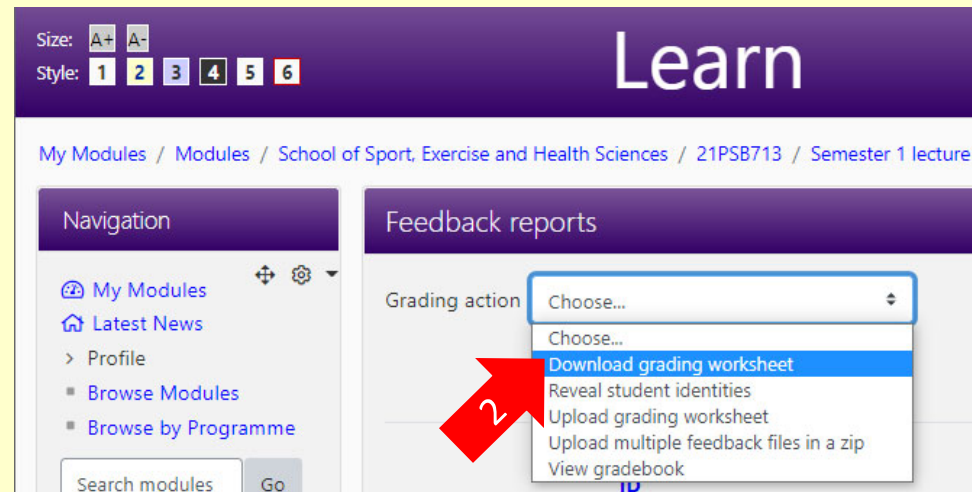 Size: A+ A-
Style: 1 2 3 4 5 6
Learn
My Modules / Modules / School of Sport, Exercise and Health Sciences / 21PSB713 / Semester 1 lecture
Navigation
My Modules
Latest News
Profile
Browse Modules
Browse by Programme
Search modules Go
Feedback reports
Grading action Choose...
Choose...
Download grading worksheet
Reveal student identities
Upload grading worksheet
Upload multiple feedback files in a zip
View gradebook
2
ID